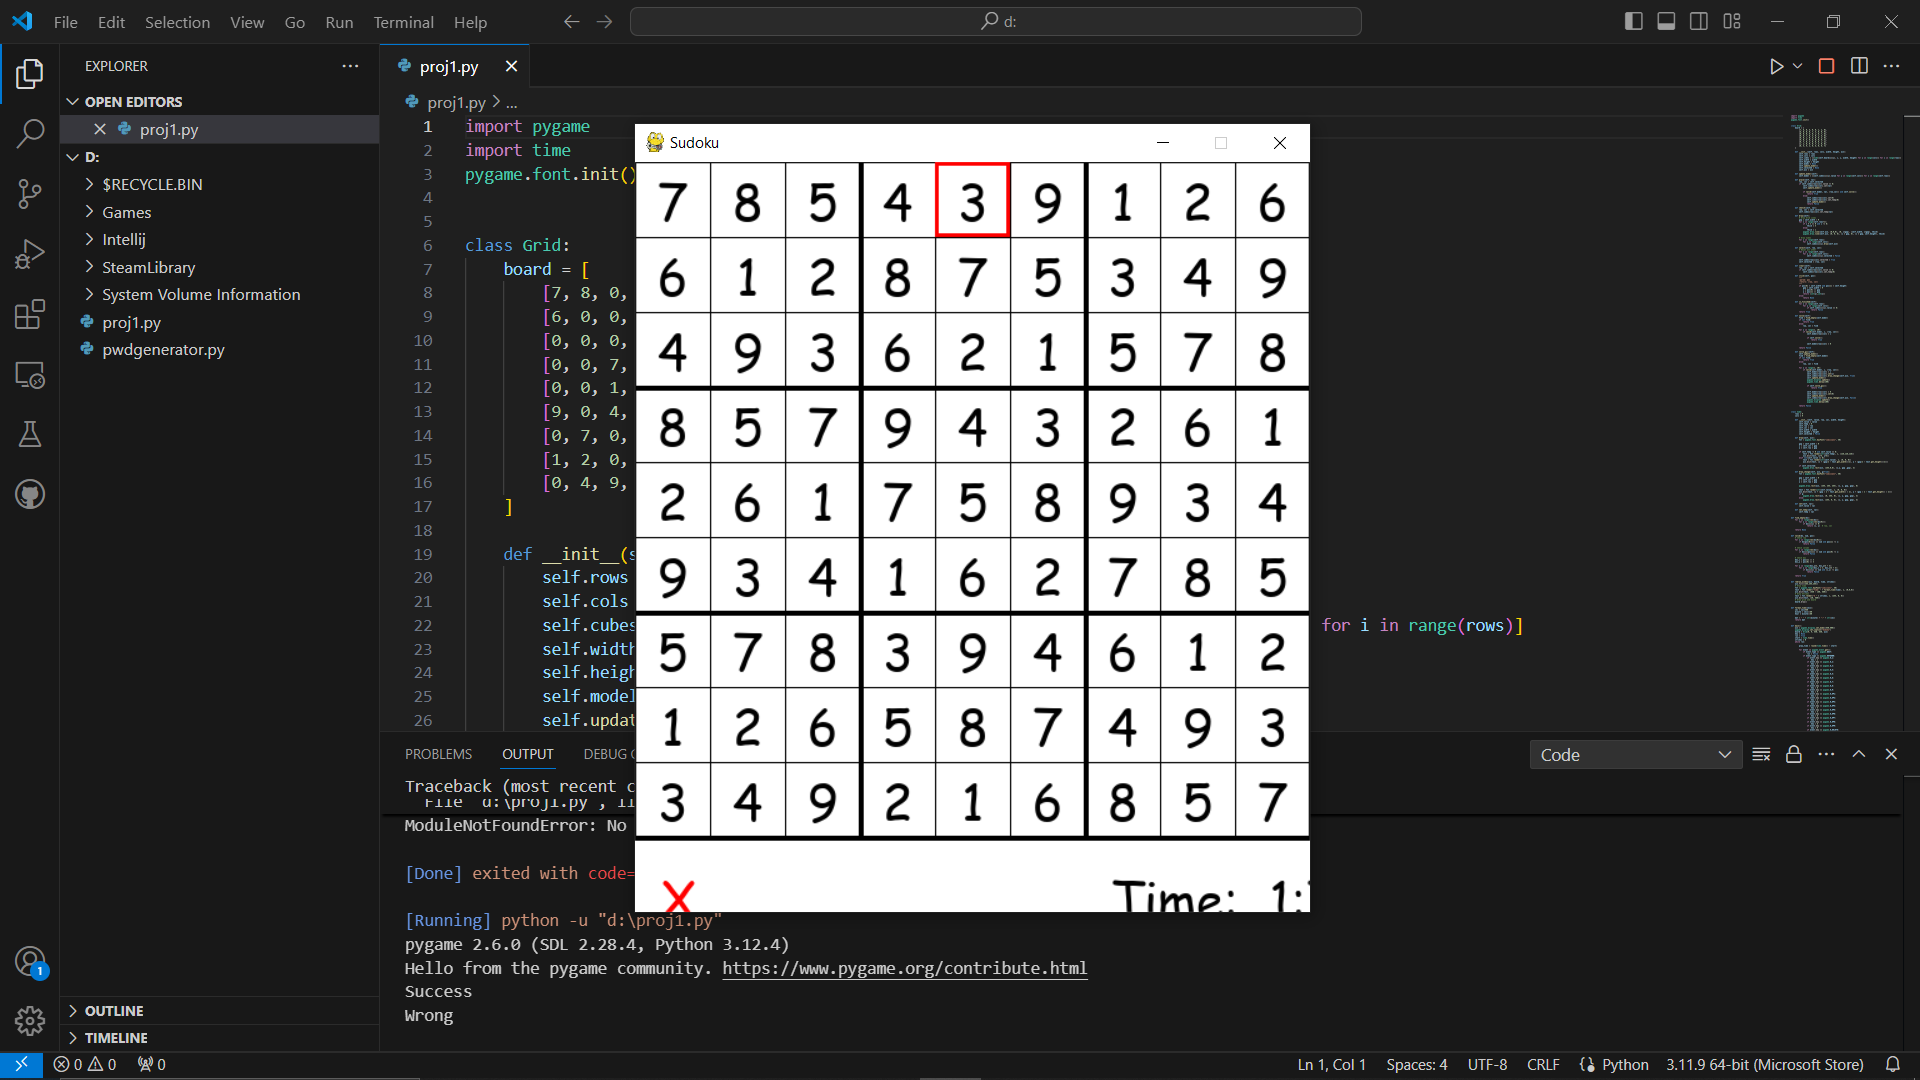 File Edit Selection View Go Run Terminal Help
d:
EXPLORER
OPEN EDITORS
proj1.py
D:
$RECYCLE.BIN
Games
Intellij
SteamLibrary
System Volume Information
proj1.py
pwdgenerator.py
OUTLINE
TIMELINE
proj1.py
proj1.py > ...
1 import pygame
2 import time
3 pygame.font.init()
4
5
6 class Grid:
7 board = [
8 [7, 8, 0,
9 [6, 0, 0,
10 [0, 0, 0,
11 [0, 0, 7,
12 [0, 0, 1,
13 [9, 0, 4,
14 [0, 7, 0,
15 [1, 2, 0,
16 [0, 4, 9,
17 ]
18
19 def __init__(s
20 self.rows
21 self.cols
22 self.cubes for i in range(rows)]
23 self.width
24 self.heigh
25 self.model
26 self.updat
Sudoku
7 8 5 4 3 9 1 2 6
6 1 2 8 7 5 3 4 9
4 9 3 6 2 1 5 7 8
8 5 7 9 4 3 2 6 1
2 6 1 7 5 8 9 3 4
9 3 4 1 6 2 7 8 5
5 7 8 3 9 4 6 1 2
1 2 6 5 8 7 4 9 3
3 4 9 2 1 6 8 5 7
X Time: 1:
PROBLEMS OUTPUT DEBUG
Code
Traceback (most recent c
File "d:\proj1.py", li
ModuleNotFoundError: No
[Done] exited with code=
[Running] python -u "d:\proj1.py"
pygame 2.6.0 (SDL 2.28.4, Python 3.12.4)
Hello from the pygame community. https://www.pygame.org/contribute.html
Success
Wrong
1
0 0 0
Ln 1, Col 1 Spaces: 4 UTF-8 CRLF Python 3.11.9 64-bit (Microsoft Store)